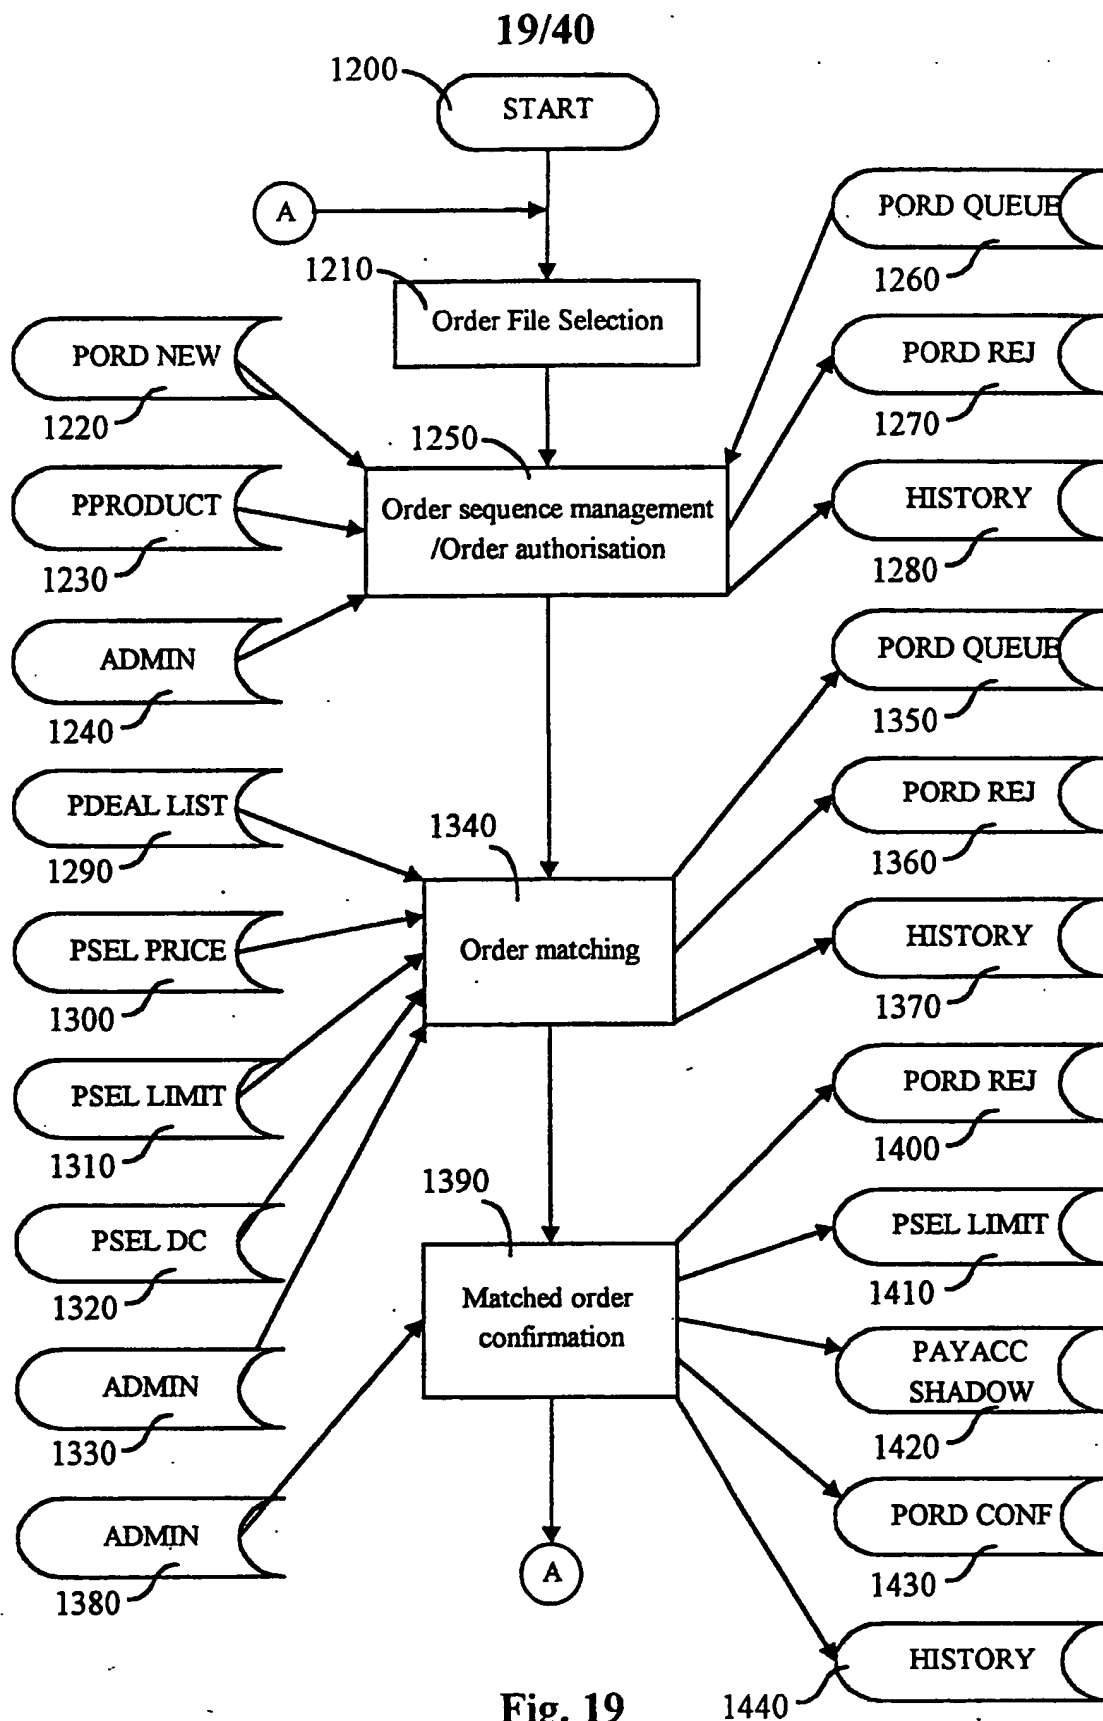 19/40
1200
START
A
PORD QUEUE
1260
1210
Order File Selection
PORD NEW
1220
PORD REJ
1270
1250
PPRODUCT
1230
Order sequence management
/Order authorisation
HISTORY
1280
ADMIN
1240
PORD QUEUE
1350
PDEAL LIST
1290
1340
PORD REJ
1360
PSEL PRICE
1300
Order matching
HISTORY
1370
PSEL LIMIT
1310
PORD REJ
1400
1390
PSEL DC
1320
PSEL LIMIT
1410
Matched order
confirmation
ADMIN
1330
PAYACC
SHADOW
1420
ADMIN
1380
PORD CONF
1430
A
HISTORY
1440
Fig. 19